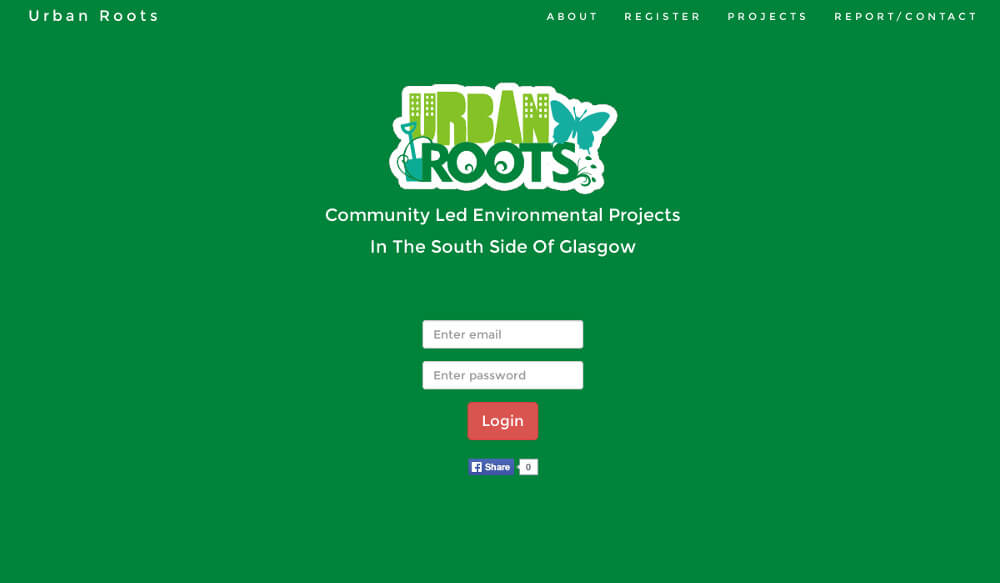 Urban Roots
ABOUT REGISTER PROJECTS REPORT/CONTACT
URBAN
ROOTS
Community Led Environmental Projects
In The South Side Of Glasgow
Enter email
Enter password
Login
Share 0